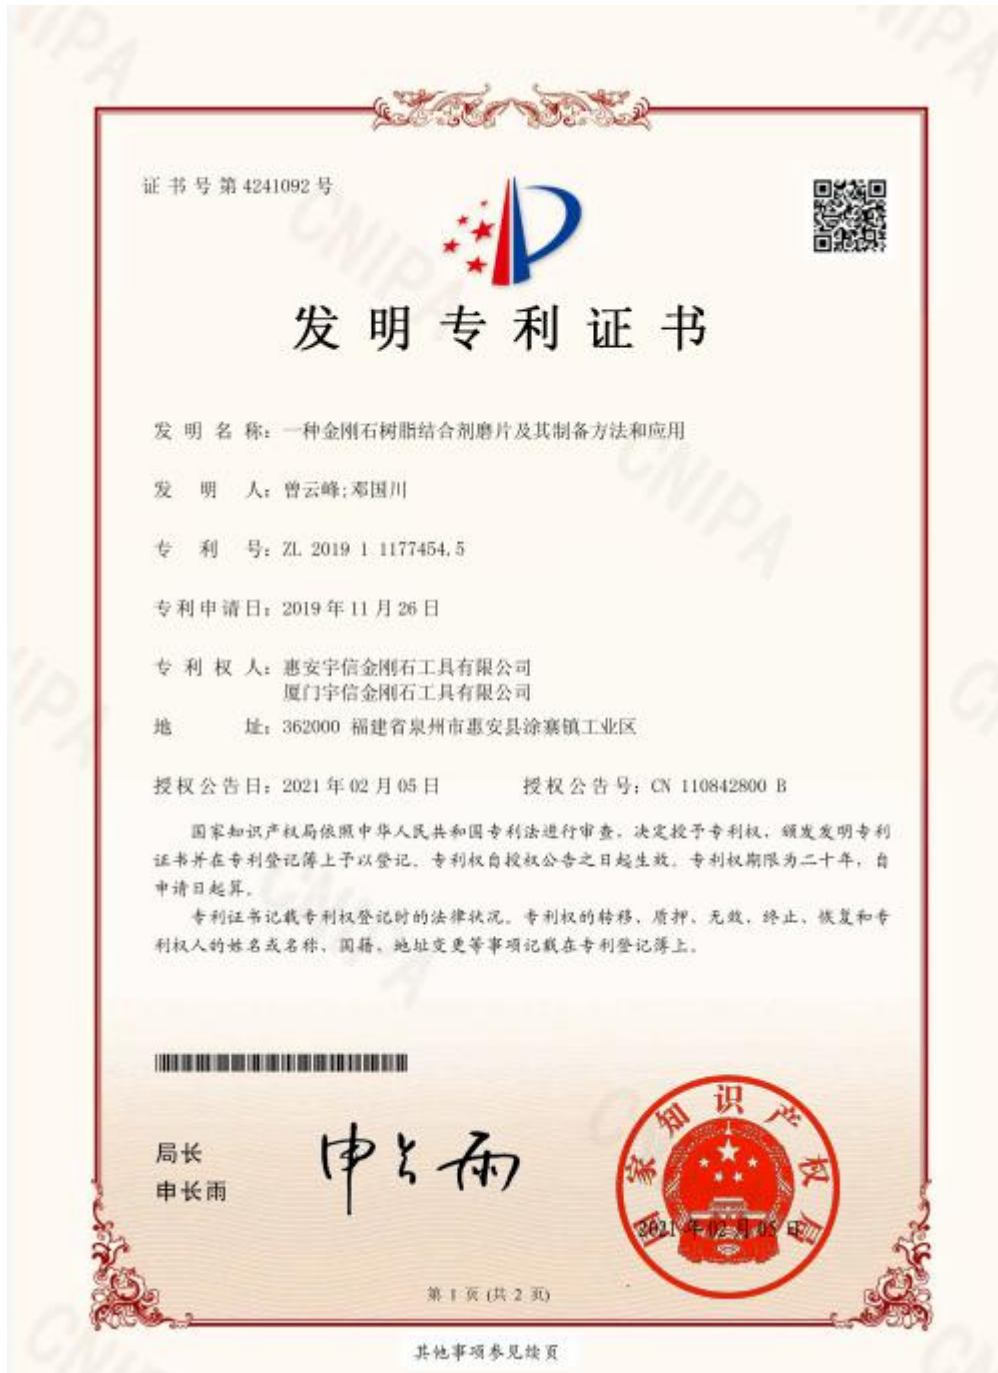 证书号第4241092号
发明专利证书
发明名称：一种金刚石树脂结合剂磨片及其制备方法和应用
发明人：曾云峰;邓国川
专利号：ZL 2019 1 1177454.5
专利申请日：2019年11月26日
专利权人：惠安宇信金刚石工具有限公司
厦门宇信金刚石工具有限公司
地址：362000 福建省泉州市惠安县涂寨镇工业区
授权公告日：2021年02月05日 授权公告号：CN 110842800 B
国家知识产权局依照中华人民共和国专利法进行审查，决定授予专利权，颁发发明专利
证书并在专利登记簿上予以登记。专利权自授权公告之日起生效。专利权期限为二十年，自
申请日起算。
专利证书记载专利权登记时的法律状况。专利权的转移、质押、无效、终止、恢复和专
利权人的姓名或名称、国籍、地址变更等事项记载在专利登记簿上。
局长
申长雨
申长雨
国家知识产权局
2021年02月05日
第 1 页 (共 2 页)
其他事项参见续页
CNIPA